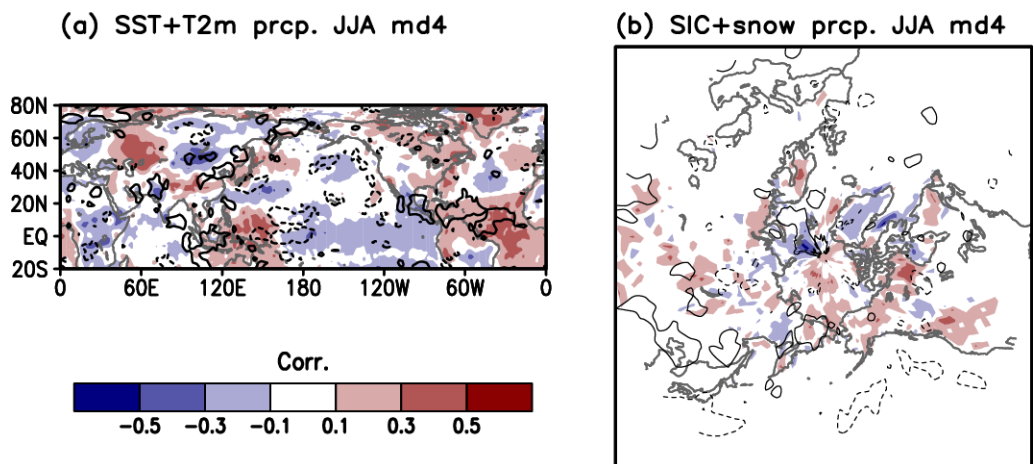 (a) SST+T2m prcp. JJA md4
80N
60N
40N
20N
EQ
20S
0 60E 120E 180 120W 60W 0
Corr.
-0.5 -0.3 -0.1 0.1 0.3 0.5
(b) SIC+snow prcp. JJA md4